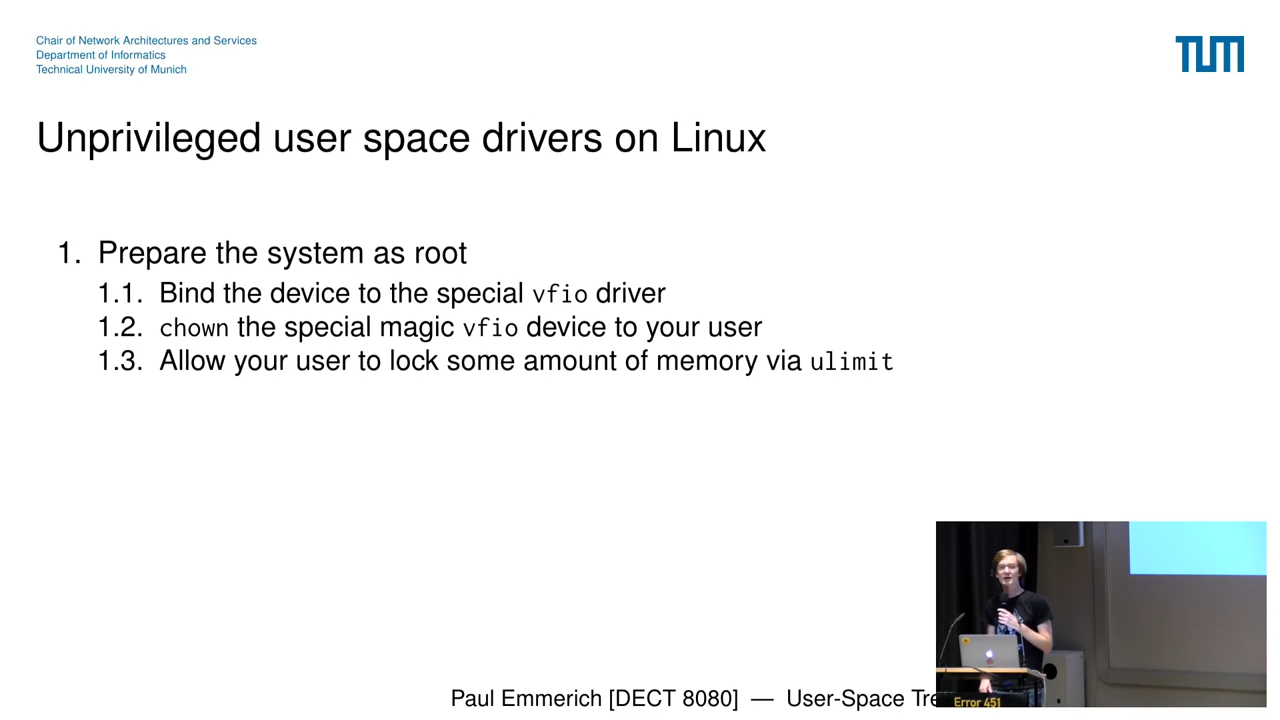 Chair of Network Architectures and Services
Department of Informatics
Technical University of Munich
TUM
Unprivileged user space drivers on Linux
1. Prepare the system as root
1.1. Bind the device to the special vfio driver
1.2. chown the special magic vfio device to your user
1.3. Allow your user to lock some amount of memory via ulimit
Paul Emmerich [DECT 8080] — User-Space
Error 451